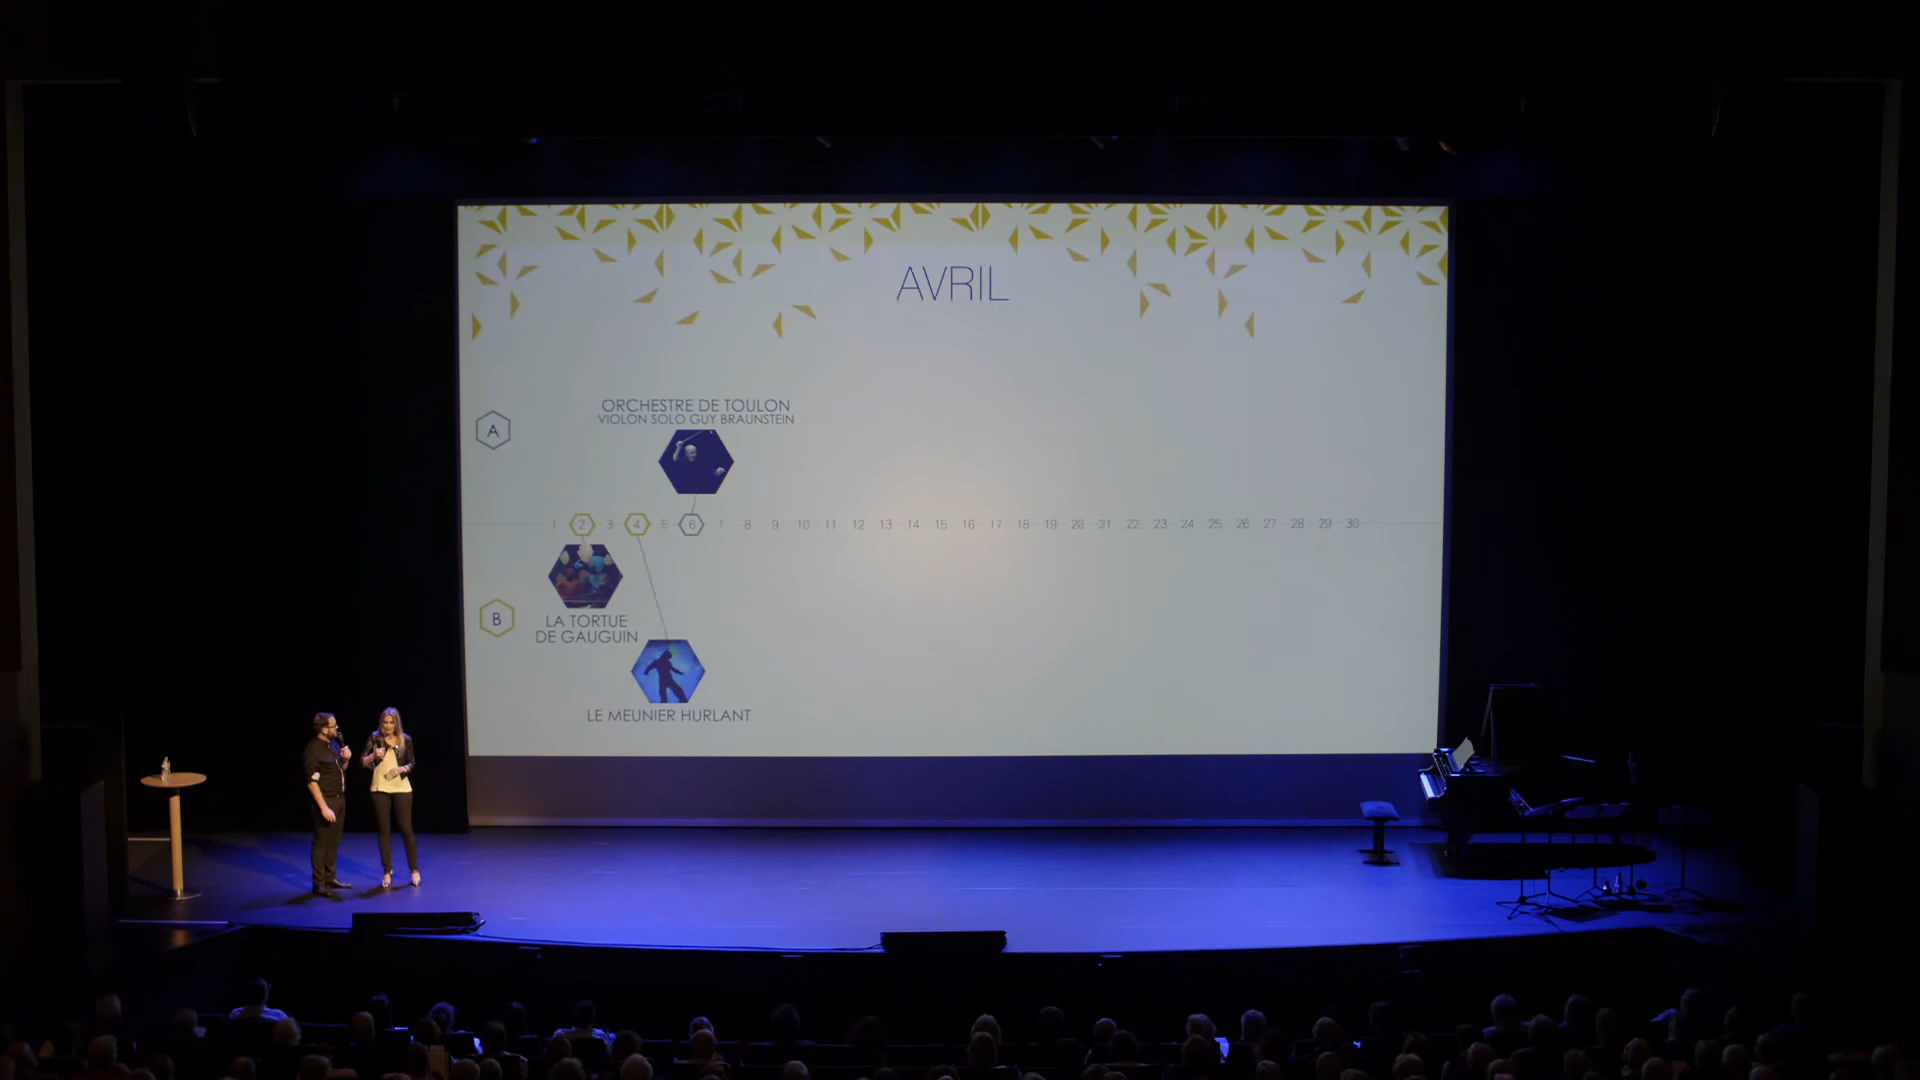 AVRIL
ORCHESTRE DE TOULON
VIOLON SOLO GUY BRAUNSTEIN
A
1 2 3 4 5 6 7 8 9 10 11 12 13 14 15 16 17 18 19 20 21 22 23 24 25 26 27 28 29 30
B
LA TORTUE
DE GAUGUIN
LE MEUNIER HURLANT